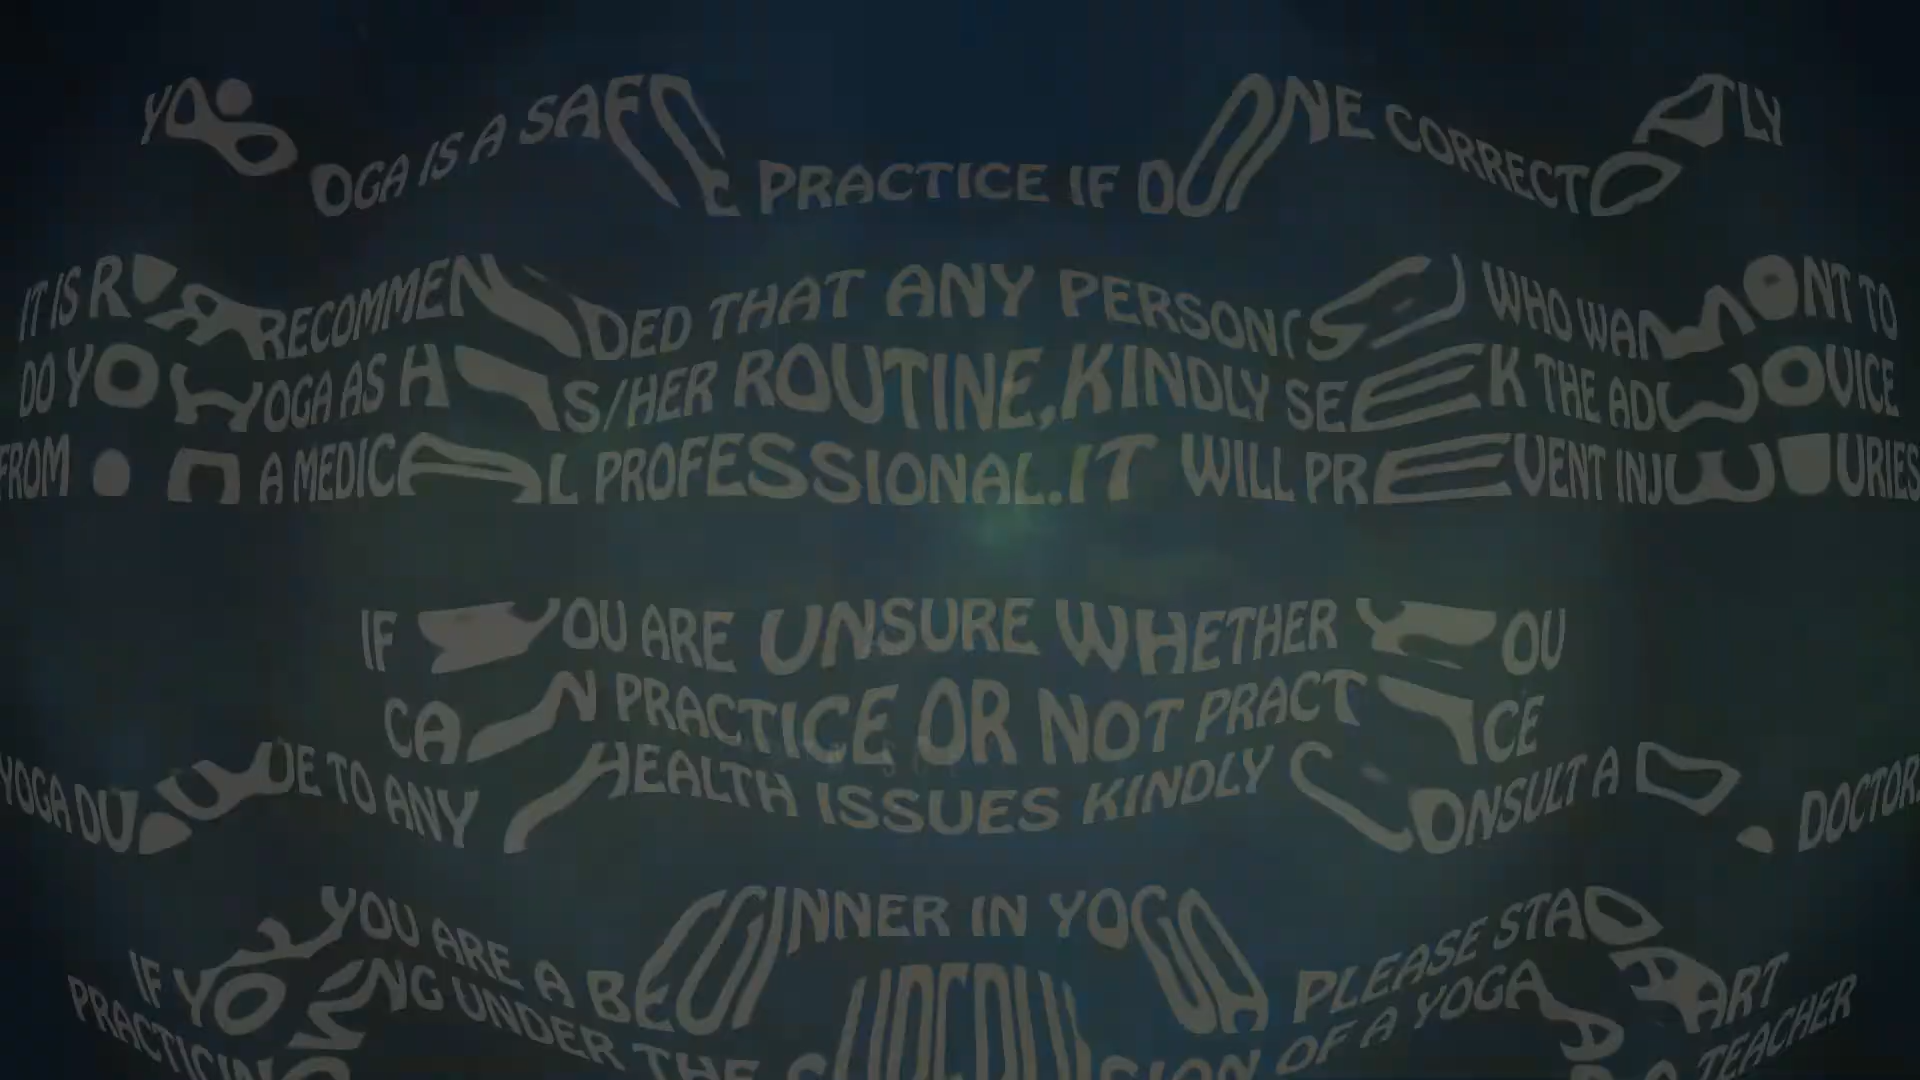 YOGA IS A SAFE PRACTICE IF DONE CORRECTLY
IT IS RECOMMENDED THAT ANY PERSON(S) WHO WANT TO
DO YOGA AS HIS/HER ROUTINE, KINDLY SEEK THE ADVICE
FROM A MEDICAL PROFESSIONAL. IT WILL PREVENT INJURIES
IF YOU ARE UNSURE WHETHER YOU
CAN PRACTICE OR NOT PRACTICE
YOGA DUE TO ANY HEALTH ISSUES KINDLY CONSULT A DOCTOR.
IF YOU ARE A BEGINNER IN YOGA PLEASE START
PRACTICING UNDER THE SUPERVISION OF A YOGA TEACHER